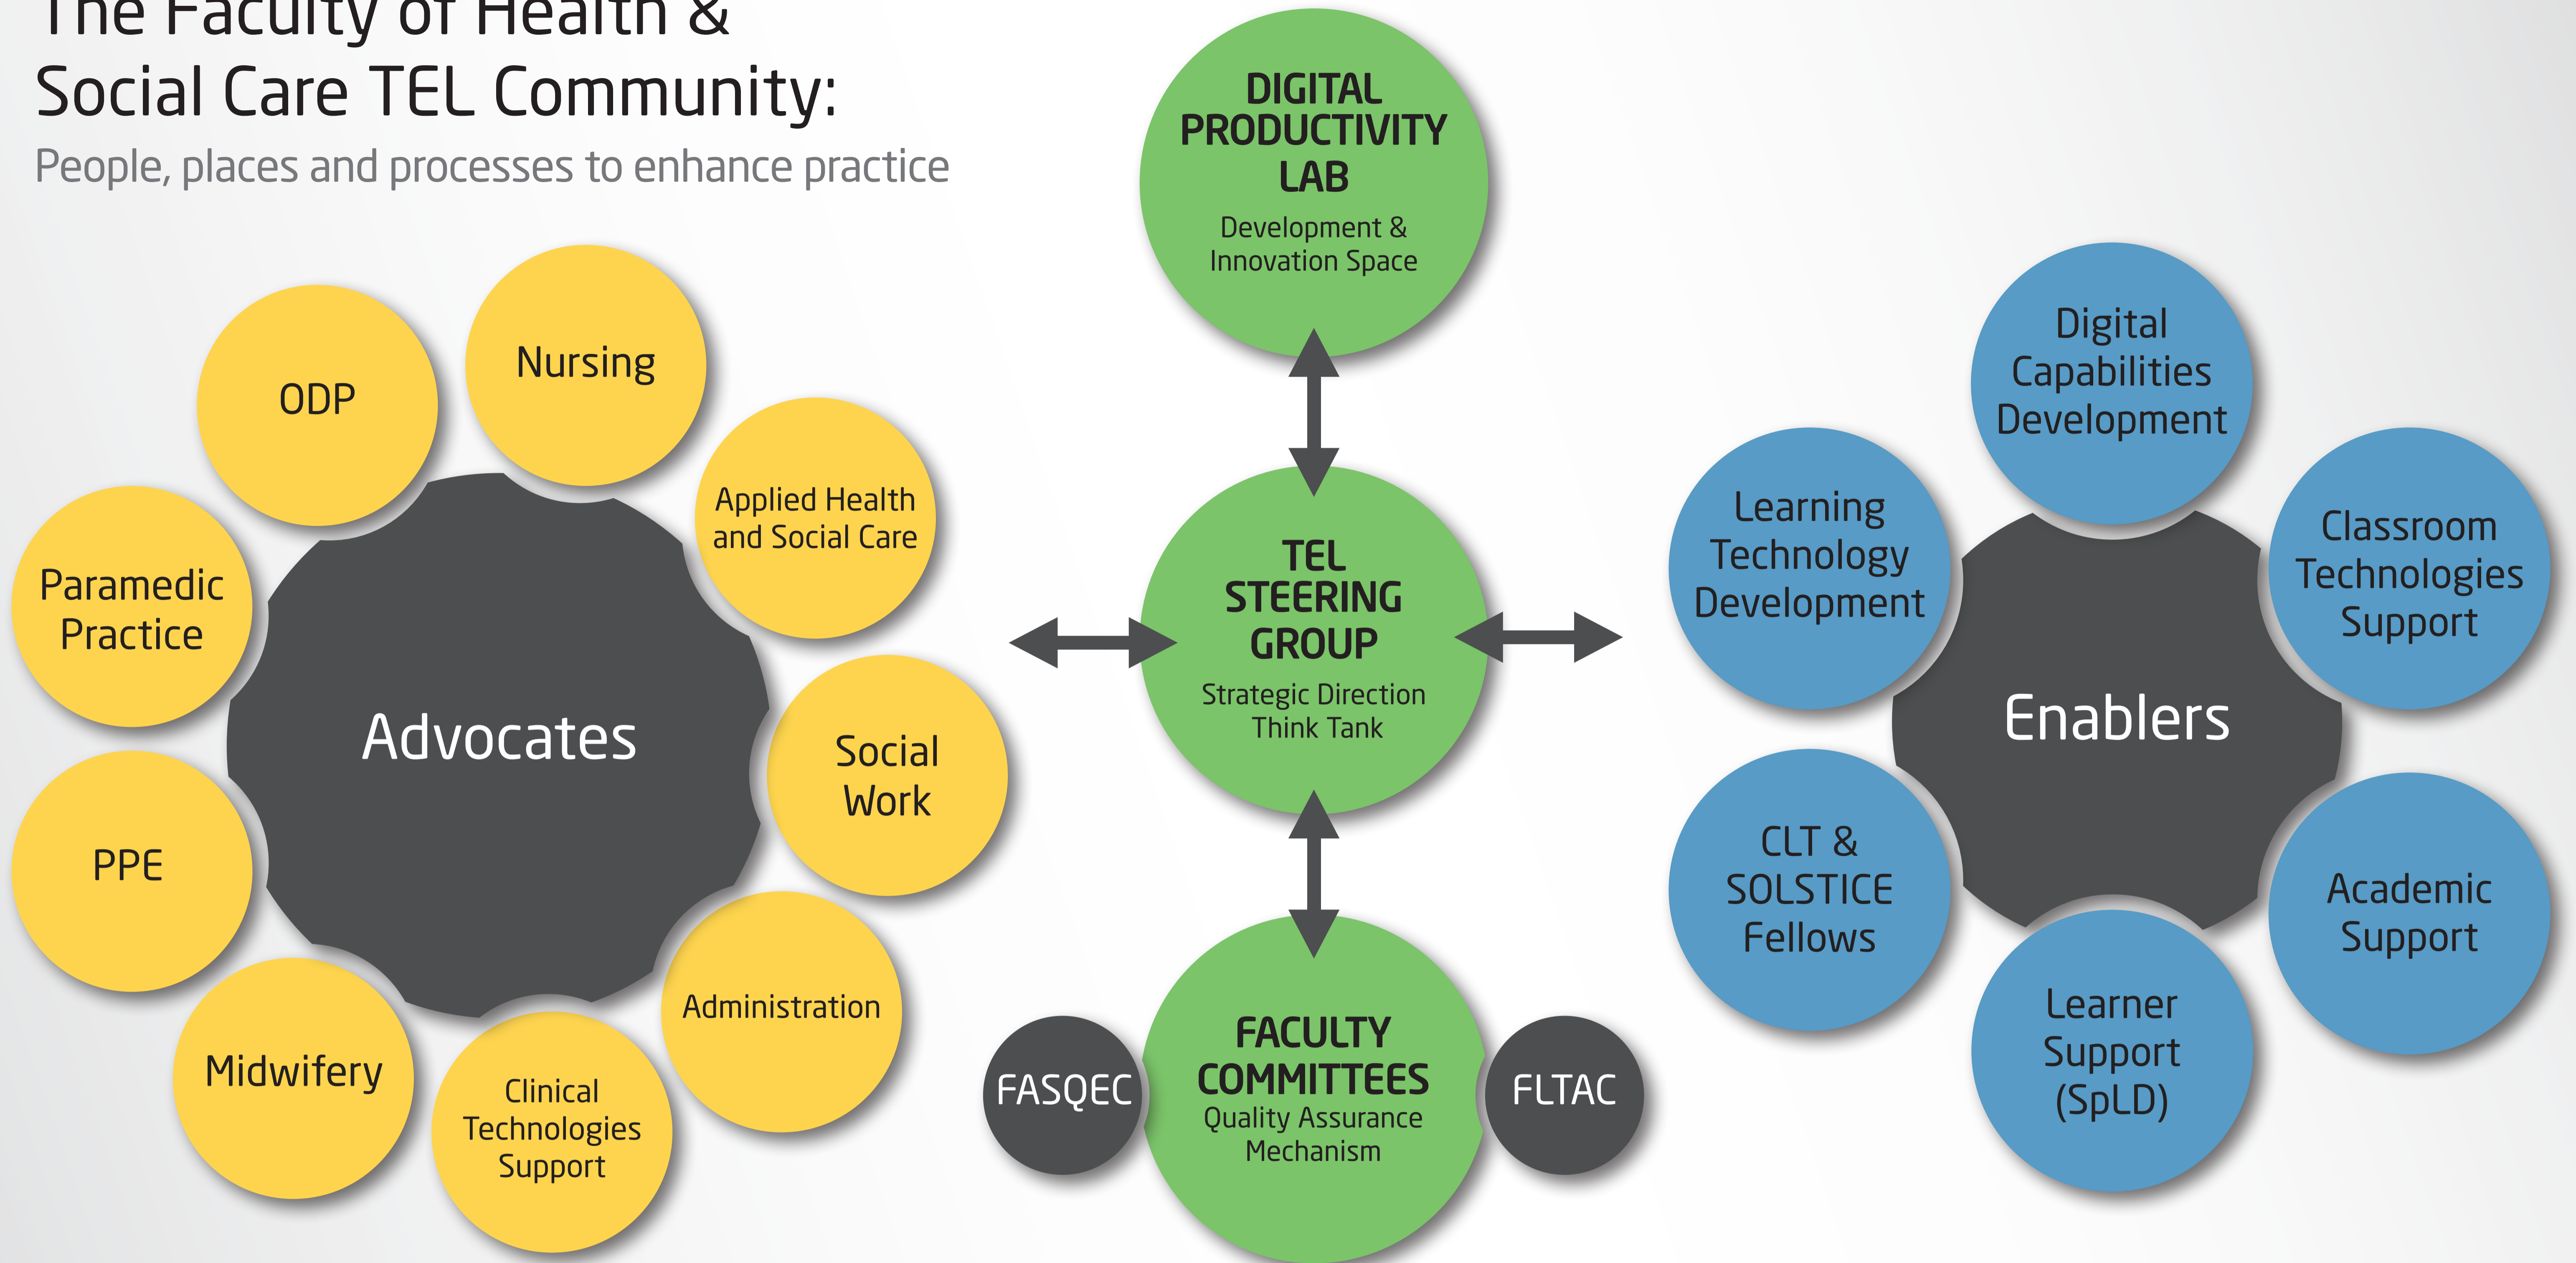 The Faculty of Health &
Social Care TEL Community:
People, places and processes to enhance practice
ODP
Nursing
Applied Health
and Social Care
Social
Work
Administration
Clinical
Technologies
Support
Midwifery
PPE
Paramedic
Practice
Advocates
DIGITAL
PRODUCTIVITY
LAB
Development &
Innovation Space
TEL
STEERING
GROUP
Strategic Direction
Think Tank
FACULTY
COMMITTEES
Quality Assurance
Mechanism
FASQEC
FLTAC
Digital
Capabilities
Development
Classroom
Technologies
Support
Academic
Support
Learner
Support
(SpLD)
CLT &
SOLSTICE
Fellows
Learning
Technology
Development
Enablers